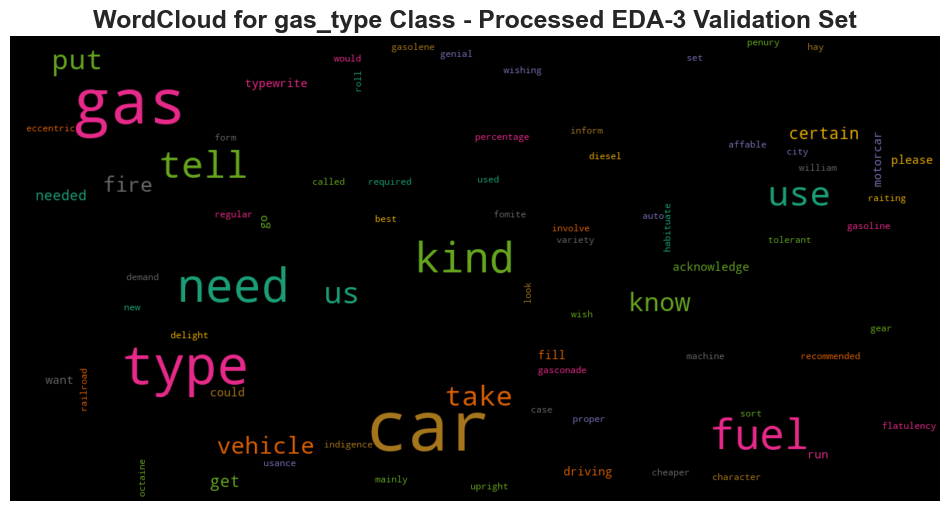 WordCloud for gas_type Class - Processed EDA-3 Validation Set
put
gas
eccentric
typewrite
would
roll
gasolene
genial
wishing
penury
set
hay
form
tell
fire
needed
called
required
used
percentage
inform
diesel
certain
affable
city
william
motorcar
please
raiting
use
regular
go
best
fomite
involve
variety
auto
habituate
gasoline
tolerant
kind
acknowledge
demand
need
us
look
know
new
wish
gear
delight
type
want
railroad
could
fill
gasconade
machine
recommended
take
case
proper
car
sort
fuel
flatulency
run
vehicle
indigence
usance
octaine
get
mainly
upright
driving
cheaper
character